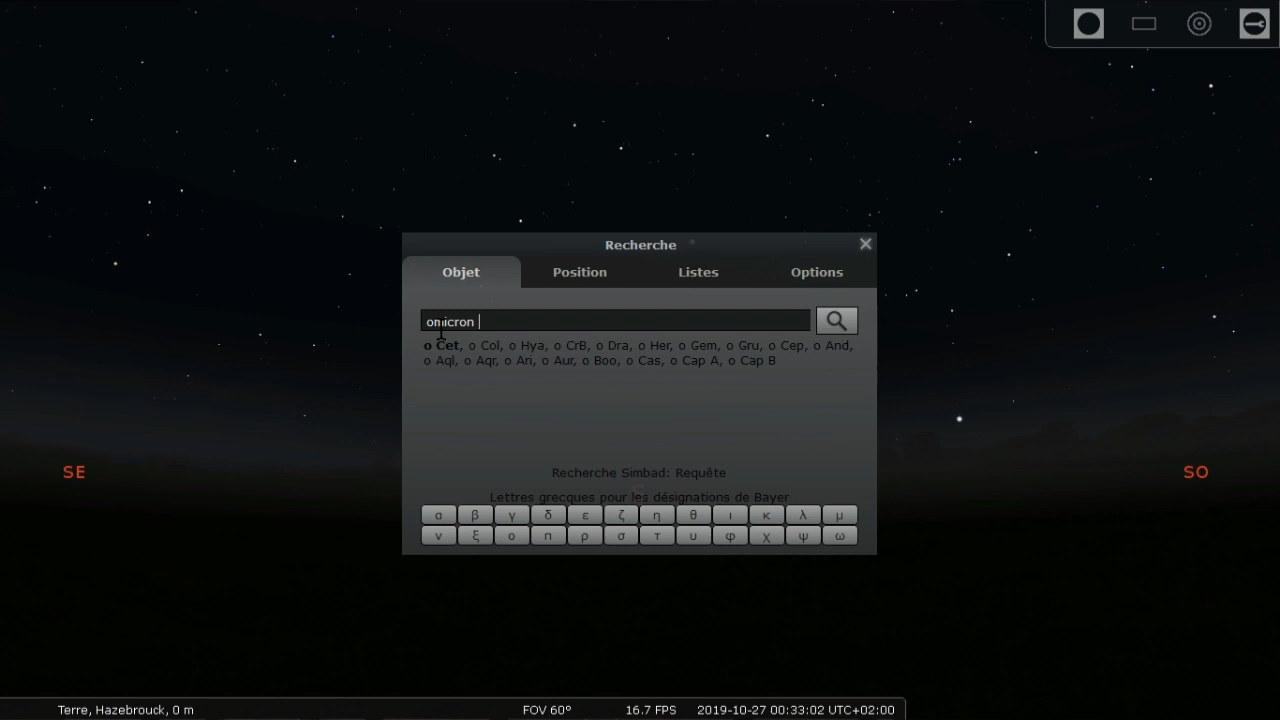 Recherche
Objet Position Listes Options
omicron
ο Cet, ο Col, ο Hya, ο CrB, ο Dra, ο Her, ο Gem, ο Gru, ο Cep, ο And,
ο Aql, ο Aqr, ο Ari, ο Aur, ο Boo, ο Cas, ο Cap A, ο Cap B
SE
SO
Recherche Simbad: Requête
Lettres grecques pour les désignations de Bayer
α β γ δ ε ζ η θ ι κ λ μ
ν ξ ο π ρ σ τ υ φ χ ψ ω
Terre, Hazebrouck, 0 m FOV 60° 16.7 FPS 2019-10-27 00:33:02 UTC+02:00